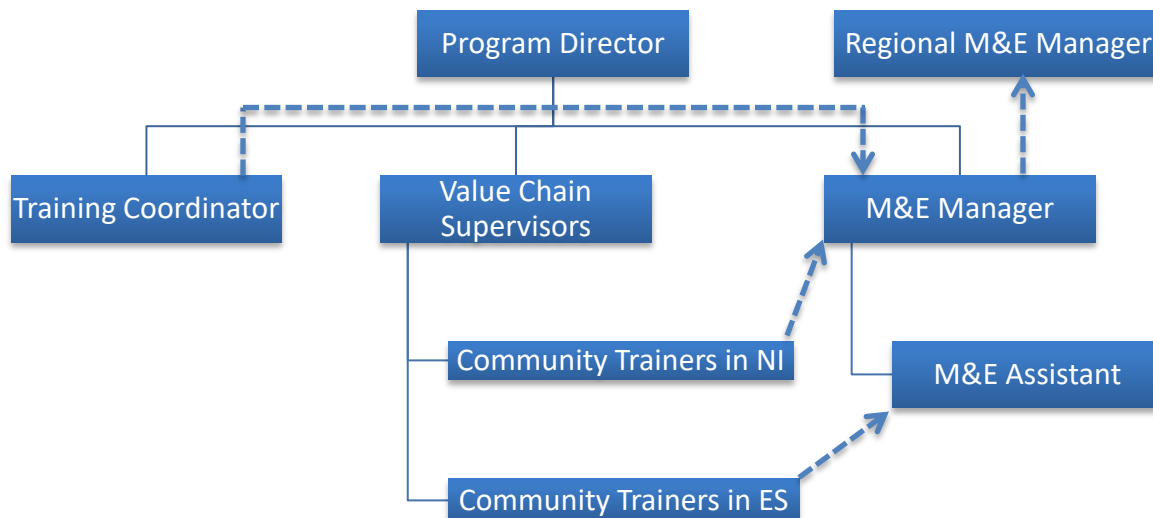 Program Director
Regional M&E Manager
Training Coordinator
Value Chain
Supervisors
M&E Manager
Community Trainers in NI
M&E Assistant
Community Trainers in ES